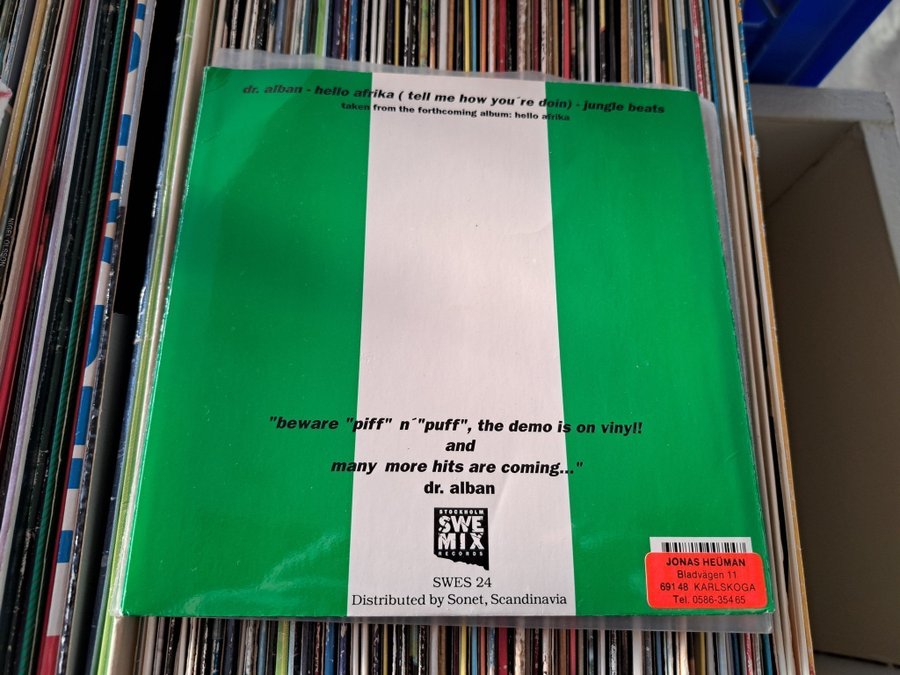 dr. alban - hello afrika ( tell me how you´re doin) - jungle beats
taken from the forthcoming album: hello afrika
"beware "piff" n´"puff", the demo is on vinyl!
and
many more hits are coming..."
dr. alban
STOCKHOLM
SWE
MIX
RECORDS
SWES 24
Distributed by Sonet, Scandinavia
JONAS HEÜMAN
Bladvägen 11
691 48 KARLSKOGA
Tel. 0586-354 65